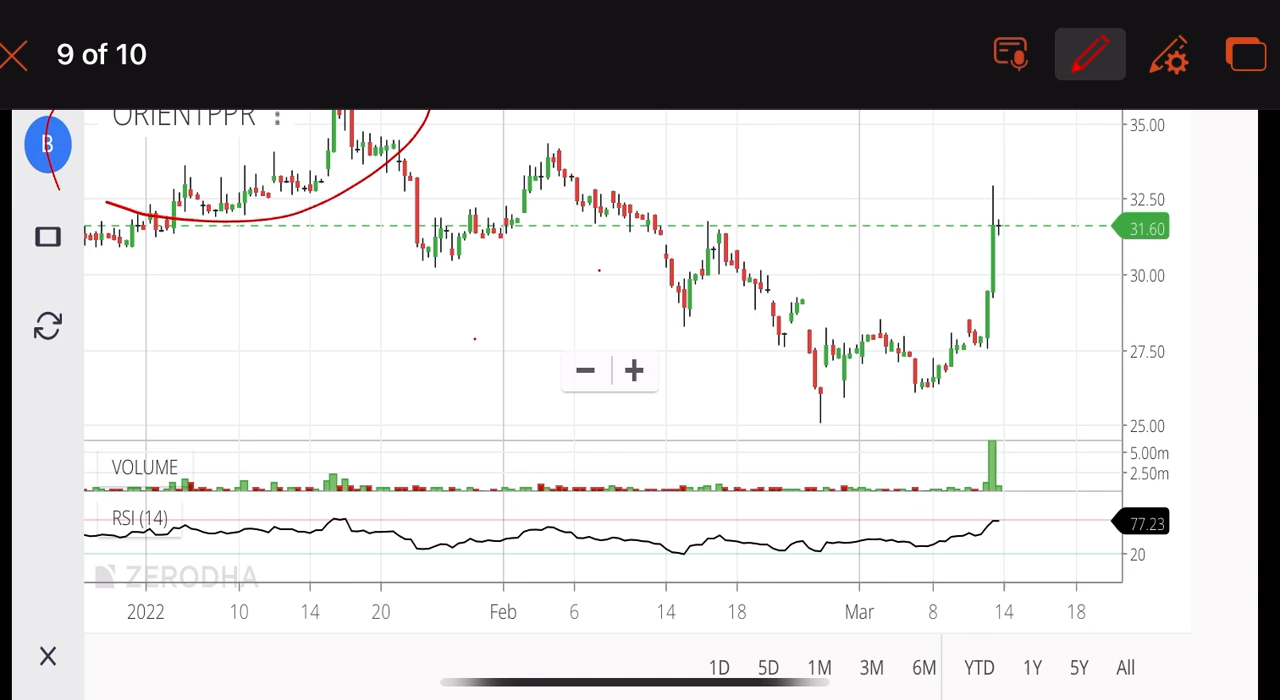 9 of 10
ORIENTPPR
B
35.00
32.50
31.60
30.00
27.50
25.00
VOLUME
5.00m
2.50m
RSI (14)
77.23
20
ZERODHA
2022 10 14 20 Feb 6 14 18 Mar 8 14 18
1D 5D 1M 3M 6M YTD 1Y 5Y All